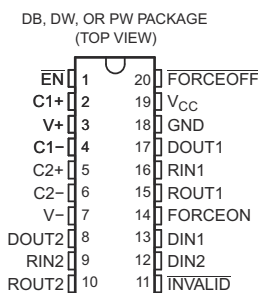 DB, DW, OR PW PACKAGE
(TOP VIEW)
EN 1 20 FORCEOFF
C1+ 2 19 VCC
V+ 3 18 GND
C1− 4 17 DOUT1
C2+ 5 16 RIN1
C2− 6 15 ROUT1
V− 7 14 FORCEON
DOUT2 8 13 DIN1
RIN2 9 12 DIN2
ROUT2 10 11 INVALID